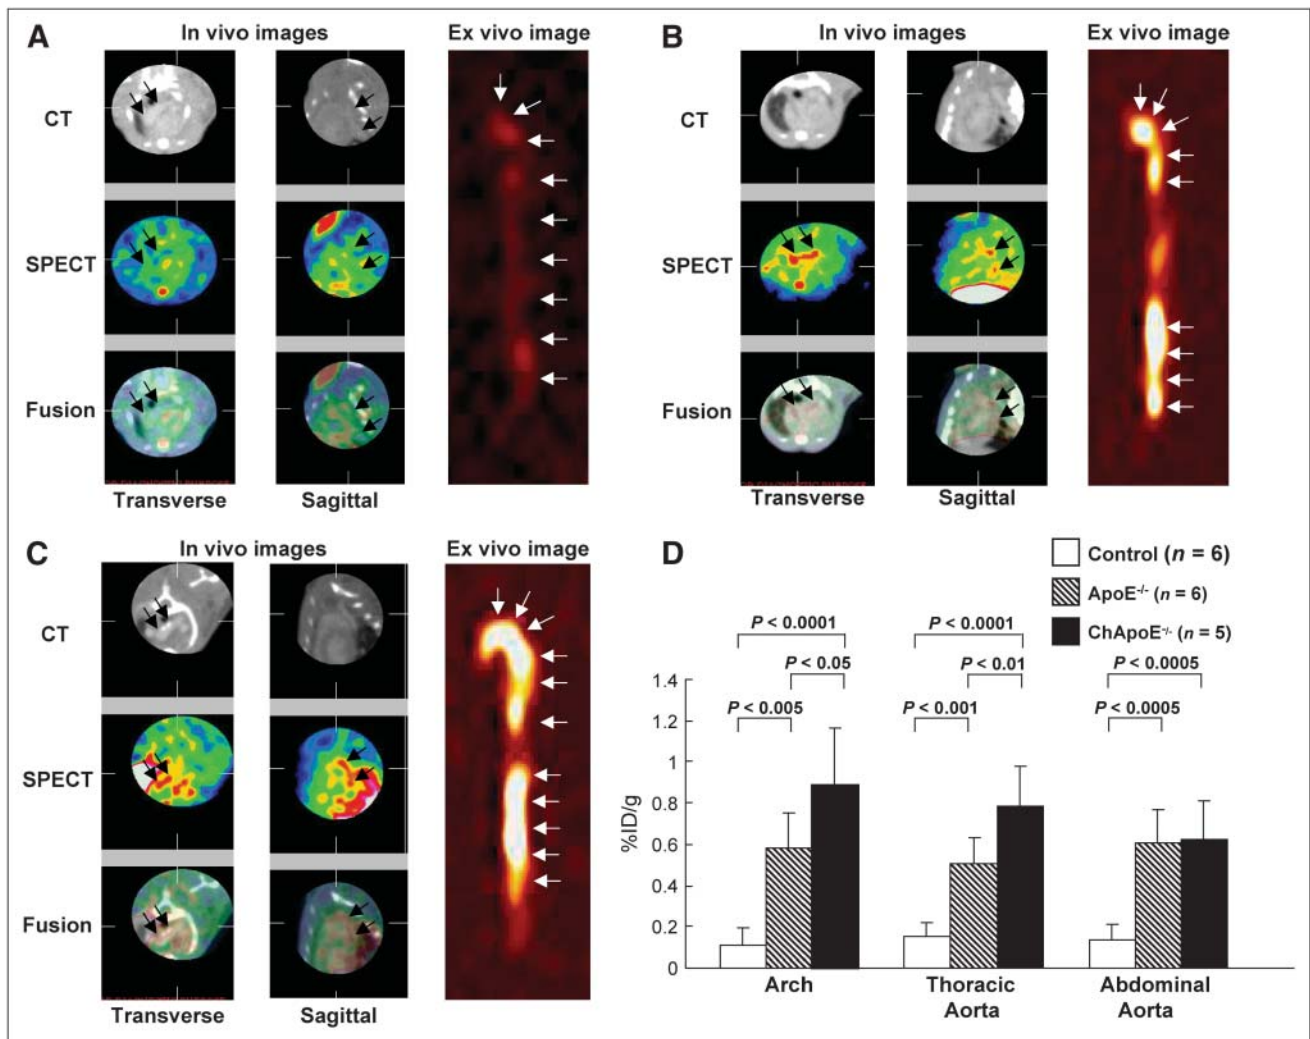 A
In vivo images
Ex vivo image
CT
SPECT
Fusion
Transverse
Sagittal
B
In vivo images
Ex vivo image
CT
SPECT
Fusion
Transverse
Sagittal
C
In vivo images
Ex vivo image
CT
SPECT
Fusion
Transverse
Sagittal
D
Control (n = 6)
ApoE-/- (n = 6)
ChApoE-/- (n = 5)
P < 0.0001
P < 0.05
P < 0.005
P < 0.0001
P < 0.01
P < 0.001
P < 0.0005
P < 0.0005
%ID/g
1.4
1.2
1
0.8
0.6
0.4
0.2
0
Arch
Thoracic
Aorta
Abdominal
Aorta